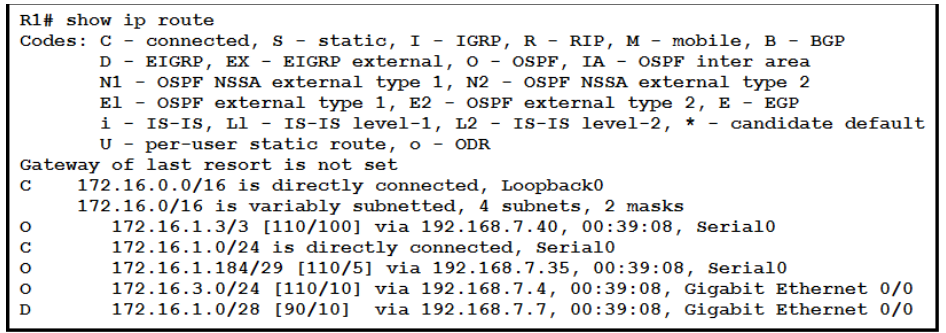 R1# show ip route
Codes: C - connected, S - static, I - IGRP, R - RIP, M - mobile, B - BGP
D - EIGRP, EX - EIGRP external, O - OSPF, IA - OSPF inter area
N1 - OSPF NSSA external type 1, N2 - OSPF NSSA external type 2
E1 - OSPF external type 1, E2 - OSPF external type 2, E - EGP
i - IS-IS, L1 - IS-IS level-1, L2 - IS-IS level-2, * - candidate default
U - per-user static route, o - ODR
Gateway of last resort is not set
C 172.16.0.0/16 is directly connected, Loopback0
172.16.0/16 is variably subnetted, 4 subnets, 2 masks
O 172.16.1.3/3 [110/100] via 192.168.7.40, 00:39:08, Serial0
C 172.16.1.0/24 is directly connected, Serial0
O 172.16.1.184/29 [110/5] via 192.168.7.35, 00:39:08, Serial0
O 172.16.3.0/24 [110/10] via 192.168.7.4, 00:39:08, Gigabit Ethernet 0/0
D 172.16.1.0/28 [90/10] via 192.168.7.7, 00:39:08, Gigabit Ethernet 0/0